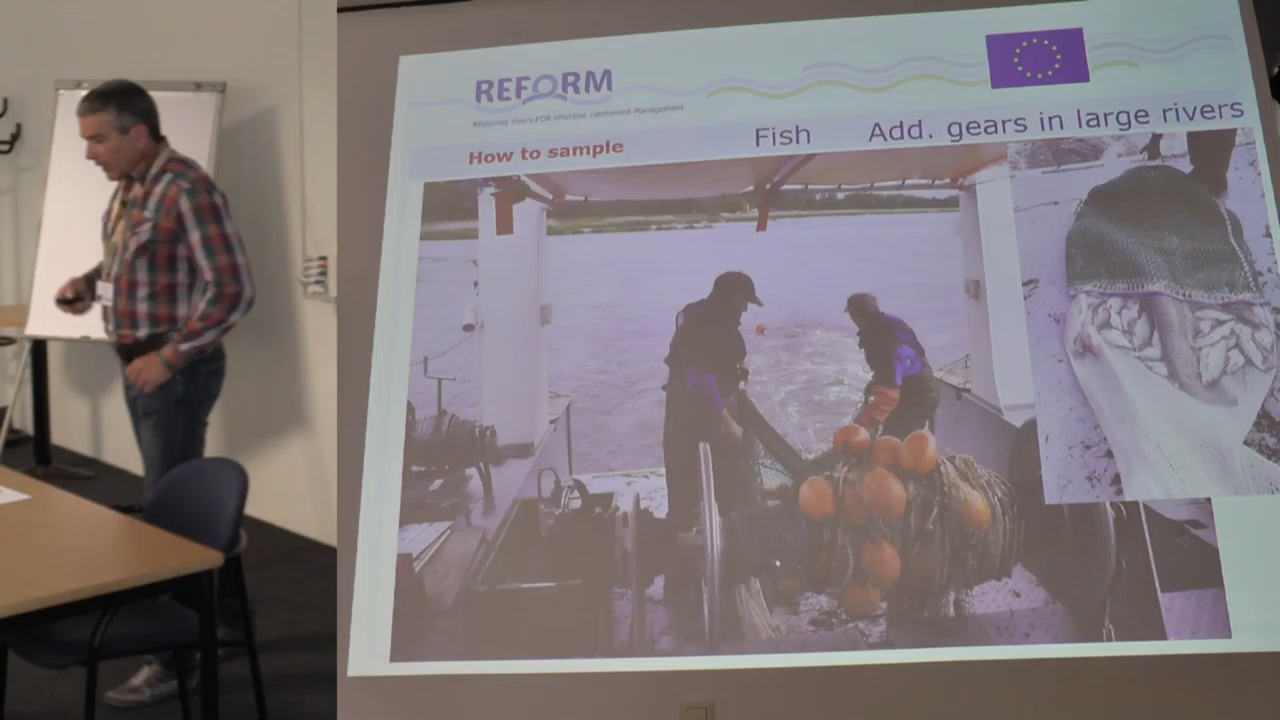 REFORM
REstoring rivers FOR effective catchment Management
How to sample
Fish
Add. gears in large rivers